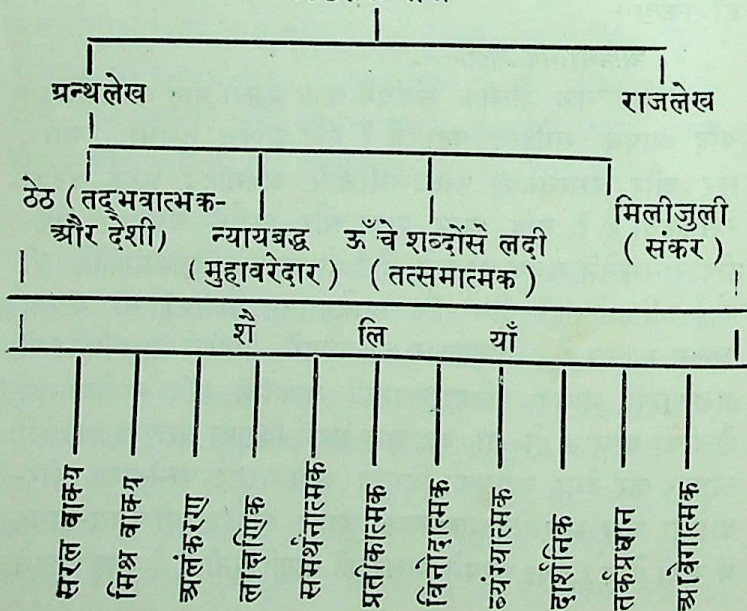 ग्रन्थलेख राजलेख
ठेठ (तद्भवात्मक-
और देशी)
न्यायबद्ध
(मुहावरेदार)
ऊँचे शब्दोंसे लदी
(तत्समात्मक)
मिलीजुली
(संकर)
शै लि याँ
सरल वाक्य
मिश्र वाक्य
अलंकरण
लाक्षणिक
समर्थनात्मक
प्रतीकात्मक
विनोदात्मक
व्यंग्यात्मक
दार्शनिक
तर्कप्रधान
आवेगात्मक